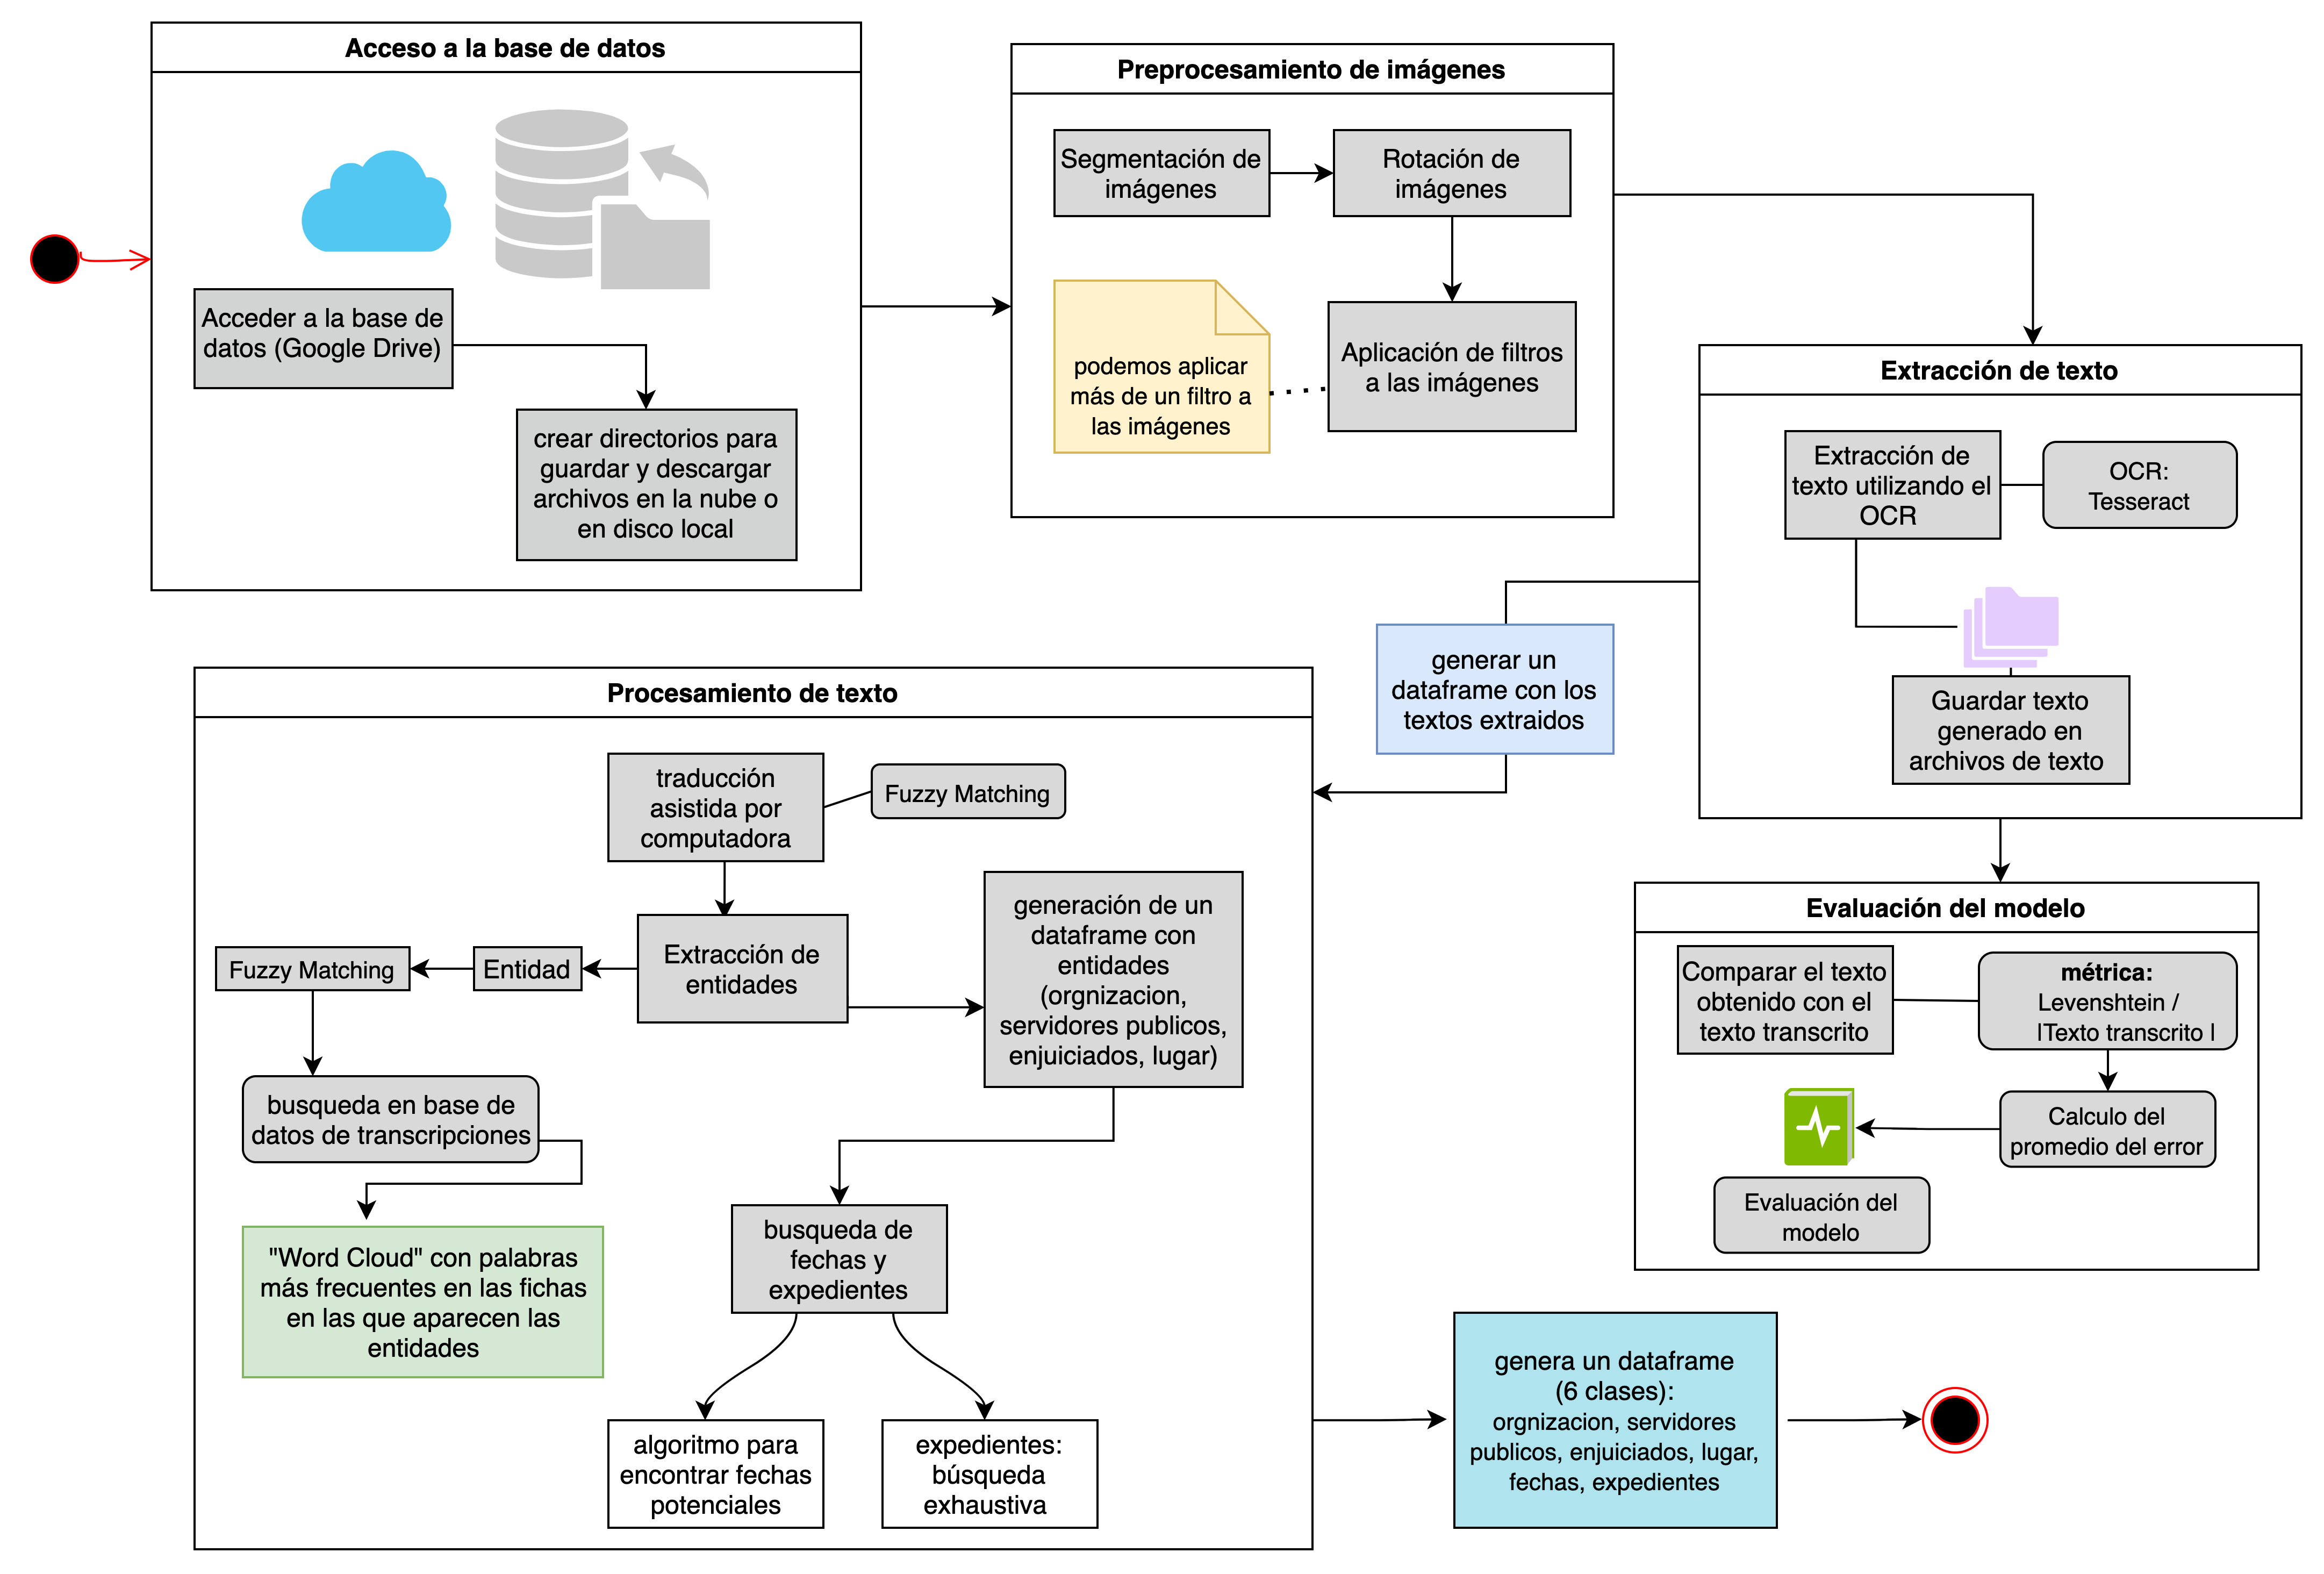 Acceso a la base de datos
Acceder a la base de
datos (Google Drive)
crear directorios para
guardar y descargar
archivos en la nube o
en disco local
Preprocesamiento de imágenes
Segmentación de
imágenes
Rotación de
imágenes
podemos aplicar
más de un filtro a
las imágenes
Aplicación de filtros
a las imágenes
Extracción de texto
Extracción de
texto utilizando el
OCR
OCR:
Tesseract
Guardar texto
generado en
archivos de texto
generar un
dataframe con los
textos extraidos
Procesamiento de texto
traducción
asistida por
computadora
Fuzzy Matching
Extracción de
entidades
Entidad
Fuzzy Matching
generación de un
dataframe con
entidades
(orgnizacion,
servidores publicos,
enjuiciados, lugar)
busqueda en base de
datos de transcripciones
"Word Cloud" con palabras
más frecuentes en las fichas
en las que aparecen las
entidades
busqueda de
fechas y
expedientes
algoritmo para
encontrar fechas
potenciales
expedientes:
búsqueda
exhaustiva
Evaluación del modelo
Comparar el texto
obtenido con el
texto transcrito
métrica:
Levenshtein /
|Texto transcrito |
Calculo del
promedio del error
Evaluación del
modelo
genera un dataframe
(6 clases):
orgnizacion, servidores
publicos, enjuiciados, lugar,
fechas, expedientes